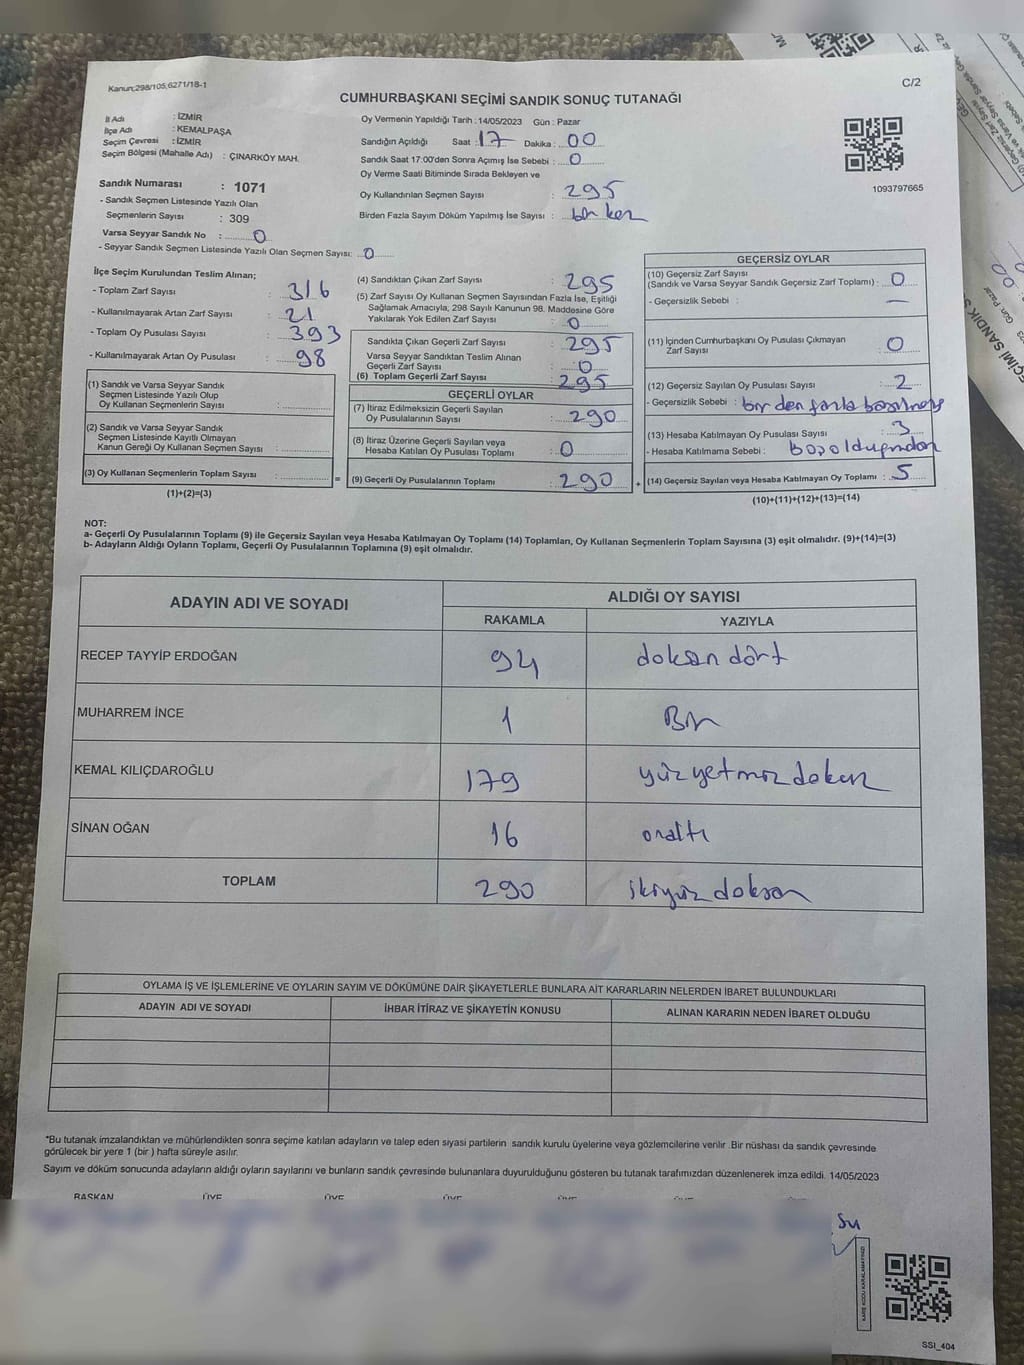 Kanun;298/105;6271/18-1
C/2
CUMHURBAŞKANI SEÇİMİ SANDIK SONUÇ TUTANAĞI
İl Adı : İZMİR
İlçe Adı : KEMALPAŞA
Seçim Çevresi : İZMİR
Seçim Bölgesi (Mahalle Adı) : ÇINARKÖY MAH.
Sandık Numarası : 1071
- Sandık Seçmen Listesinde Yazılı Olan
Seçmenlerin Sayısı : 309
Varsa Seyyar Sandık No : 0
- Seyyar Sandık Seçmen Listesinde Yazılı Olan Seçmen Sayısı: 0
Oy Vermenin Yapıldığı Tarih : 14/05/2023 Gün : Pazar
Sandığın Açıldığı Saat : 17 Dakika : 00
Sandık Saat 17:00'den Sonra Açımış İse Sebebi : 0
Oy Verme Saati Bitiminde Sırada Bekleyen ve
Oy Kullandırılan Seçmen Sayısı : 295
Birden Fazla Sayım Döküm Yapılmış İse Sayısı : bir kez
1093797665
İlçe Seçim Kurulundan Teslim Alınan;
- Toplam Zarf Sayısı : 316
- Kullanılmayarak Artan Zarf Sayısı : 21
- Toplam Oy Pusulası Sayısı : 393
- Kullanılmayarak Artan Oy Pusulası : 98
(1) Sandık ve Varsa Seyyar Sandık
Seçmen Listesinde Yazılı Olup
Oy Kullanan Seçmenlerin Sayısı :
(2) Sandık ve Varsa Seyyar Sandık
Seçmen Listesinde Kayıtlı Olmayan
Kanun Gereği Oy Kullanan Seçmen Sayısı :
(3) Oy Kullanan Seçmenlerin Toplam Sayısı :
=
(1)+(2)=(3)
(4) Sandıktan Çıkan Zarf Sayısı : 295
(5) Zarf Sayısı Oy Kullanan Seçmen Sayısından Fazla İse, Eşitliği
Sağlamak Amacıyla, 298 Sayılı Kanunun 98. Maddesine Göre
Yakılarak Yok Edilen Zarf Sayısı : 0
Sandıkta Çıkan Geçerli Zarf Sayısı : 295
Varsa Seyyar Sandıktan Teslim Alınan
Geçerli Zarf Sayısı : 0
(6) Toplam Geçerli Zarf Sayısı : 295
GEÇERLİ OYLAR
(7) İtiraz Edilmeksizin Geçerli Sayılan
Oy Pusulalarının Sayısı : 290
(8) İtiraz Üzerine Geçerli Sayılan veya
Hesaba Katılan Oy Pusulası Toplamı : 0
(9) Geçerli Oy Pusulalarının Toplamı : 290
+
GEÇERSİZ OYLAR
(10) Geçersiz Zarf Sayısı
(Sandık ve Varsa Seyyar Sandık Geçersiz Zarf Toplamı) : 0
- Geçersizlik Sebebi : —
(11) İçinden Cumhurbaşkanı Oy Pusulası Çıkmayan
Zarf Sayısı : 0
(12) Geçersiz Sayılan Oy Pusulası Sayısı : 2
- Geçersizlik Sebebi : birden fazla basılmış
(13) Hesaba Katılmayan Oy Pusulası Sayısı : 3
- Hesaba Katılmama Sebebi : boş olduğundan
(14) Geçersiz Sayılan veya Hesaba Katılmayan Oy Toplamı : 5
(10)+(11)+(12)+(13)=(14)
NOT:
a- Geçerli Oy Pusulalarının Toplamı (9) ile Geçersiz Sayılan veya Hesaba Katılmayan Oy Toplamı (14) Toplamları, Oy Kullanan Seçmenlerin Toplam Sayısına (3) eşit olmalıdır. (9)+(14)=(3)
b- Adayların Aldığı Oyların Toplamı, Geçerli Oy Pusulalarının Toplamına (9) eşit olmalıdır.
ADAYIN ADI VE SOYADI
ALDIĞI OY SAYISI
RAKAMLA YAZIYLA
RECEP TAYYİP ERDOĞAN 94 doksan dört
MUHARREM İNCE 1 Bir
KEMAL KILIÇDAROĞLU 179 yüzyetmiş dokuz
SİNAN OĞAN 16 onaltı
TOPLAM 290 ikiyüz doksan
OYLAMA İŞ VE İŞLEMLERİNE VE OYLARIN SAYIM VE DÖKÜMÜNE DAİR ŞİKAYETLERLE BUNLARA AİT KARARLARIN NELERDEN İBARET BULUNDUKLARI
ADAYIN ADI VE SOYADI İHBAR İTİRAZ VE ŞİKAYETİN KONUSU ALINAN KARARIN NEDEN İBARET OLDUĞU
*Bu tutanak imzalandıktan ve mühürlendikten sonra seçime katılan adayların ve talep eden siyasi partilerin sandık kurulu üyelerine veya gözlemcilerine verilir .Bir nüshası da sandık çevresinde
görülecek bir yere 1 (bir ) hafta süreyle asılır.
Sayım ve döküm sonucunda adayların aldığı oyların sayılarını ve bunların sandık çevresinde bulunanlara duyurulduğunu gösteren bu tutanak tarafımızdan düzenlenerek imza edildi. 14/05/2023
BAŞKAN ÜYE ÜYE ÜYE ÜYE ÜYE
SSI_404